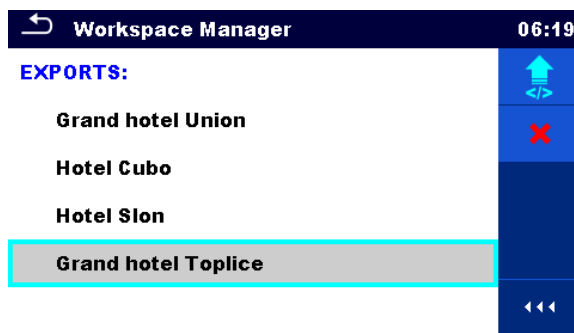 Workspace Manager 06:19
EXPORTS:
</>
Grand hotel Union
Hotel Cubo
Hotel Slon
Grand hotel Toplice